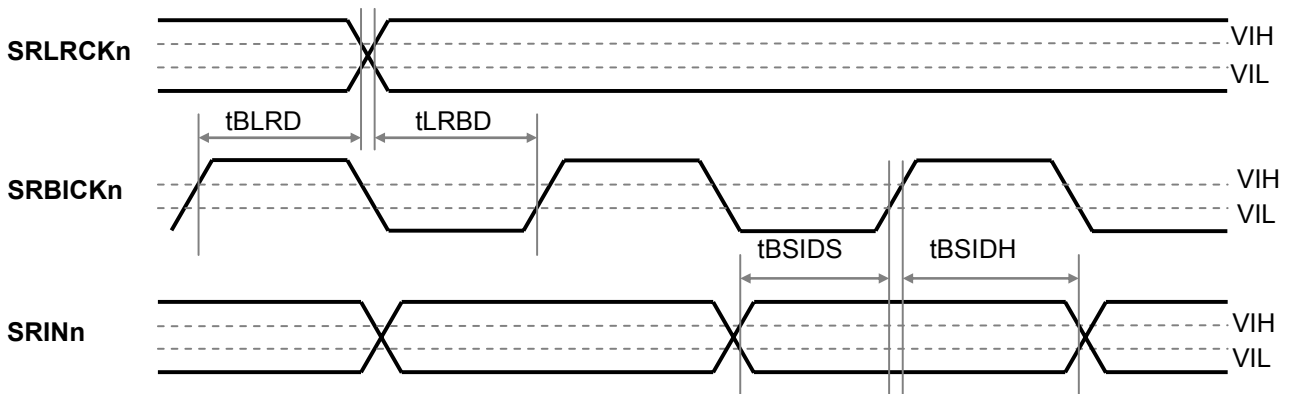 SRLRCKn
VIH
VIL
tBLRD tLRBD
SRBICKn
VIH
VIL
tBSIDS tBSIDH
SRINn
VIH
VIL